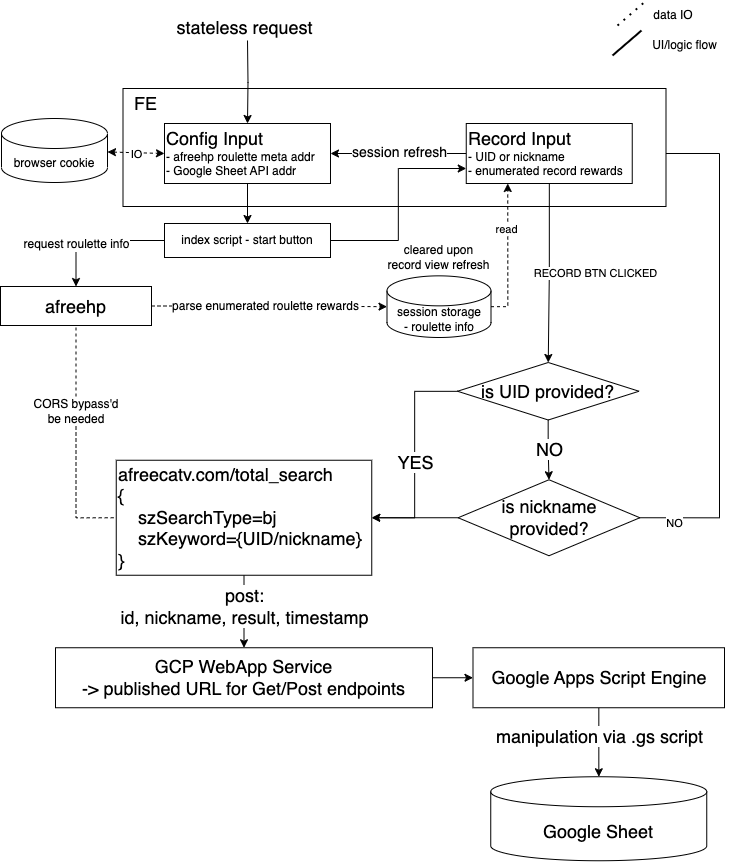 data IO
UI/logic flow
stateless request
FE
browser cookie
IO
Config Input
- afreehp roulette meta addr
- Google Sheet API addr
session refresh
Record Input
- UID or nickname
- enumerated record rewards
index script - start button
request roulette info
afreehp
parse enumerated roulette rewards
cleared upon
record view refresh
session storage
- roulette info
read
RECORD BTN CLICKED
is UID provided?
YES
NO
is nickname
provided?
NO
CORS bypass'd
be needed
afreecatv.com/total_search
{
szSearchType=bj
szKeyword={UID/nickname}
}
post:
id, nickname, result, timestamp
GCP WebApp Service
-> published URL for Get/Post endpoints
Google Apps Script Engine
manipulation via .gs script
Google Sheet